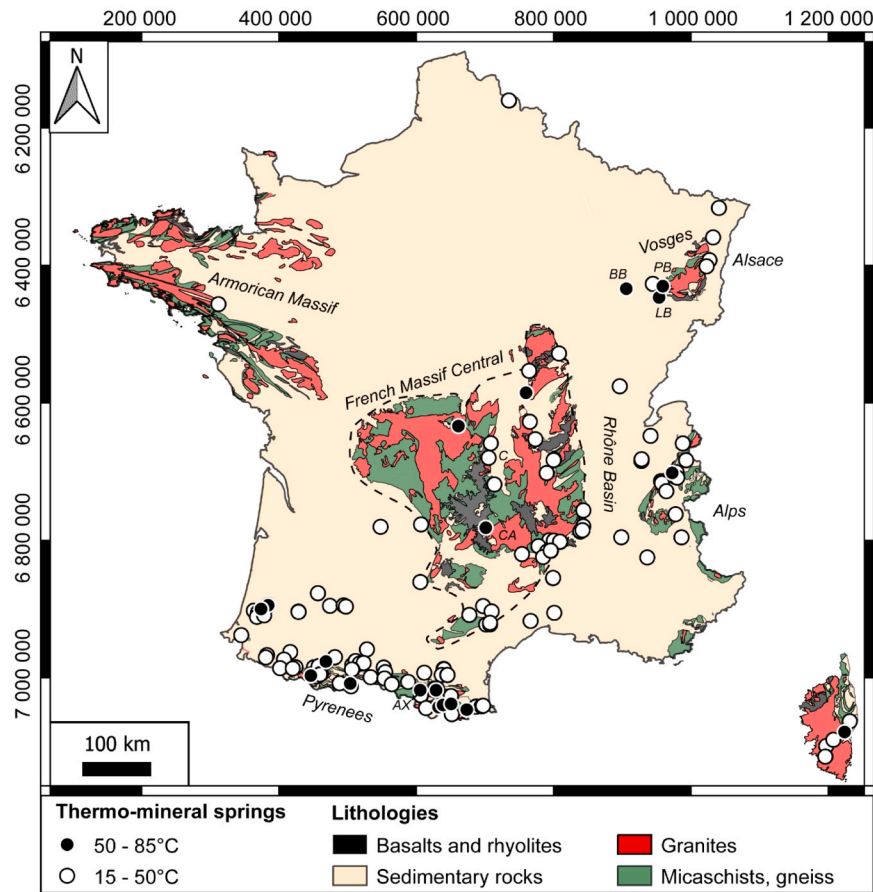 200 000 400 000 600 000 800 000 1 000 000 1 200 000
N
6 200 000
6 400 000
6 600 000
6 800 000
7 000 000
Vosges
Alsace
BB
PB
LB
Armorican Massif
French Massif Central
Rhône Basin
C
CA
Alps
Pyrenees
AX
100 km
Thermo-mineral springs
50 - 85°C
15 - 50°C
Lithologies
Basalts and rhyolites
Granites
Sedimentary rocks
Micaschists, gneiss